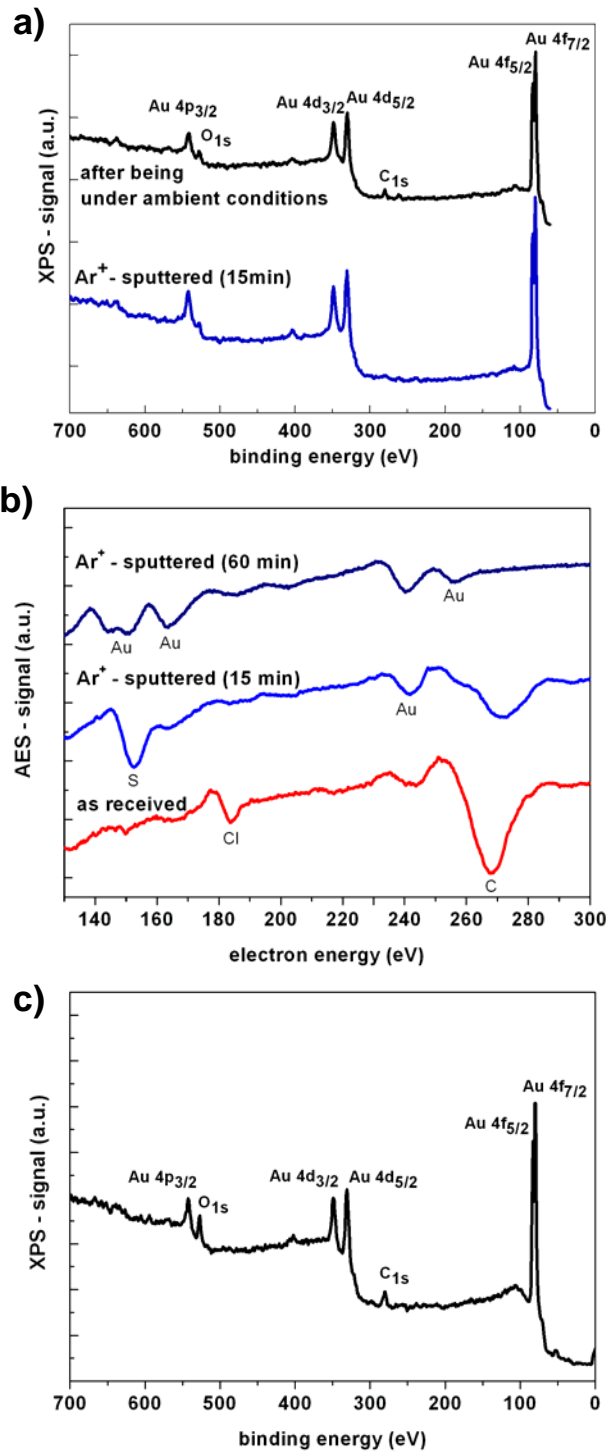 a)
Au 4f7/2
Au 4f5/2
Au 4p3/2
Au 4d3/2
Au 4d5/2
O1s
C1s
after being
under ambient conditions
Ar+- sputtered (15min)
XPS - signal (a.u.)
700 600 500 400 300 200 100 0
binding energy (eV)
b)
Ar+ - sputtered (60 min)
Au
Au
Au
Ar+ - sputtered (15 min)
Au
S
as received
Cl
C
AES - signal (a.u.)
140 160 180 200 220 240 260 280 300
electron energy (eV)
c)
Au 4f7/2
Au 4f5/2
Au 4p3/2
O1s
Au 4d3/2
Au 4d5/2
C1s
XPS - signal (a.u.)
700 600 500 400 300 200 100 0
binding energy (eV)